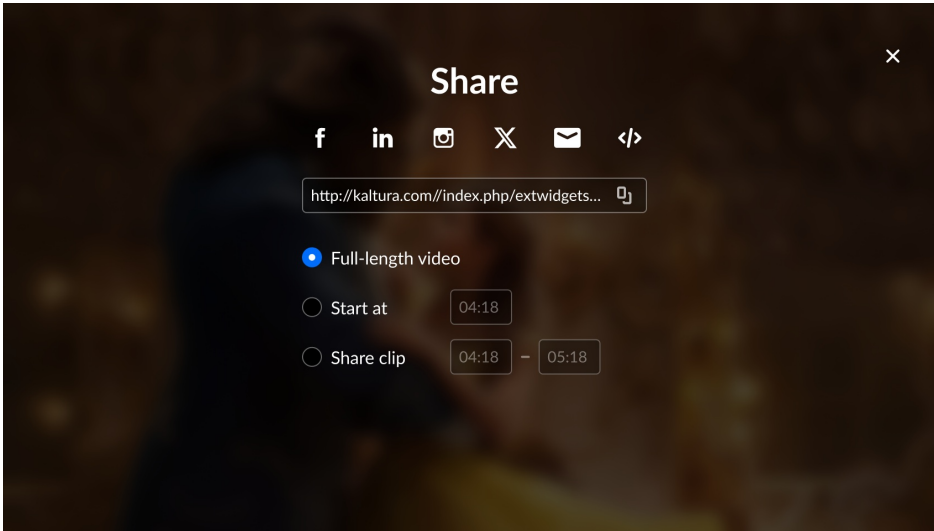 Share
http://kaltura.com//index.php/extwidgets...
Full-length video
Start at 04:18
Share clip 04:18 – 05:18